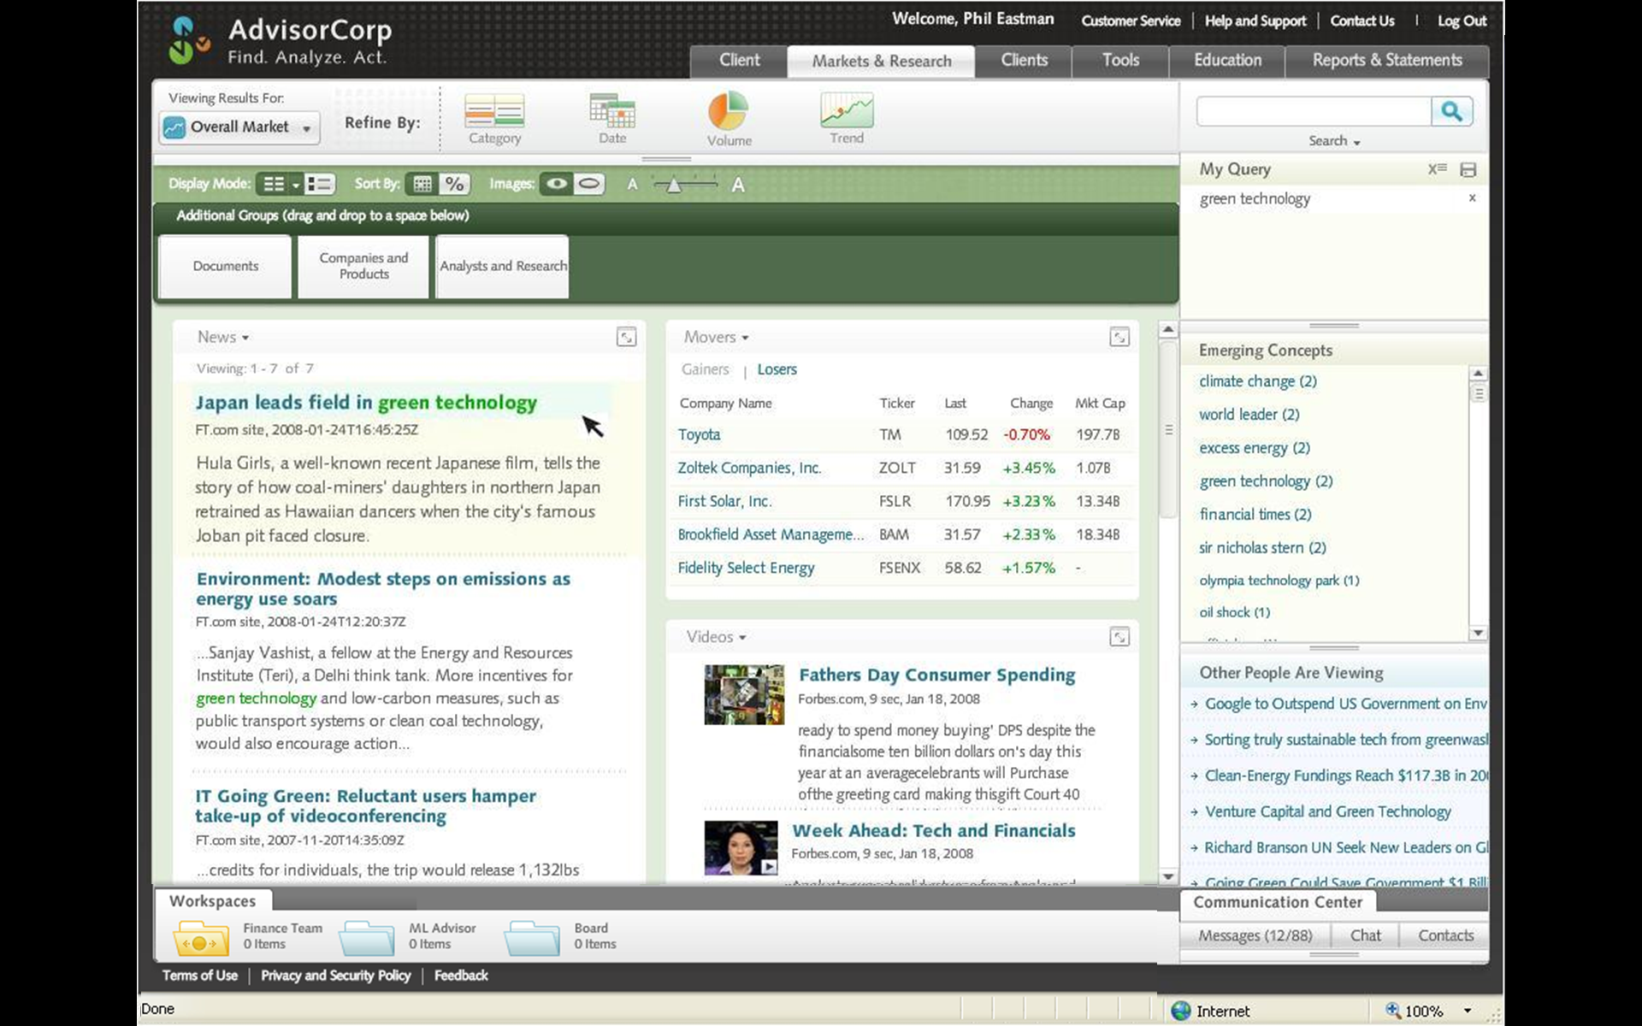 AdvisorCorp
Find. Analyze. Act.
Welcome, Phil Eastman
Customer Service
Help and Support
Contact Us
Log Out
Client
Markets & Research
Clients
Tools
Education
Reports & Statements
Viewing Results For:
Overall Market
Refine By:
Category
Date
Volume
Trend
Search
Display Mode:
Sort By:
%
Images:
A
A
Additional Groups (drag and drop to a space below)
Documents
Companies and
Products
Analysts and Research
My Query
green technology
x
News
Viewing: 1 - 7 of 7
Japan leads field in green technology
FT.com site, 2008-01-24T16:45:25Z
Hula Girls, a well-known recent Japanese film, tells the
story of how coal-miners' daughters in northern Japan
retrained as Hawaiian dancers when the city's famous
Joban pit faced closure.
Environment: Modest steps on emissions as
energy use soars
FT.com site, 2008-01-24T12:20:37Z
...Sanjay Vashist, a fellow at the Energy and Resources
Institute (Teri), a Delhi think tank. More incentives for
green technology and low-carbon measures, such as
public transport systems or clean coal technology,
would also encourage action...
IT Going Green: Reluctant users hamper
take-up of videoconferencing
FT.com site, 2007-11-20T14:35:09Z
...credits for individuals, the trip would release 1,132lbs
Movers
Gainers | Losers
Company Name Ticker Last Change Mkt Cap
Toyota TM 109.52 -0.70% 197.7B
Zoltek Companies, Inc. ZOLT 31.59 +3.45% 1.07B
First Solar, Inc. FSLR 170.95 +3.23% 13.34B
Brookfield Asset Manageme... BAM 31.57 +2.33% 18.34B
Fidelity Select Energy FSENX 58.62 +1.57% -
Videos
Fathers Day Consumer Spending
Forbes.com, 9 sec, Jan 18, 2008
ready to spend money buying' DPS despite the
financialsome ten billion dollars on's day this
year at an averagecelebrants will Purchase
ofthe greeting card making thisgift Court 40
Week Ahead: Tech and Financials
Forbes.com, 9 sec, Jan 18, 2008
Emerging Concepts
climate change (2)
world leader (2)
excess energy (2)
green technology (2)
financial times (2)
sir nicholas stern (2)
olympia technology park (1)
oil shock (1)
Other People Are Viewing
Google to Outspend US Government on Env
Sorting truly sustainable tech from greenwash
Clean-Energy Fundings Reach $117.3B in 200
Venture Capital and Green Technology
Richard Branson UN Seek New Leaders on Gl
Going Green Could Save Government $1 Bill
Workspaces
Finance Team
0 Items
ML Advisor
0 Items
Board
0 Items
Communication Center
Messages (12/88)
Chat
Contacts
Terms of Use | Privacy and Security Policy | Feedback
Done
Internet
100%